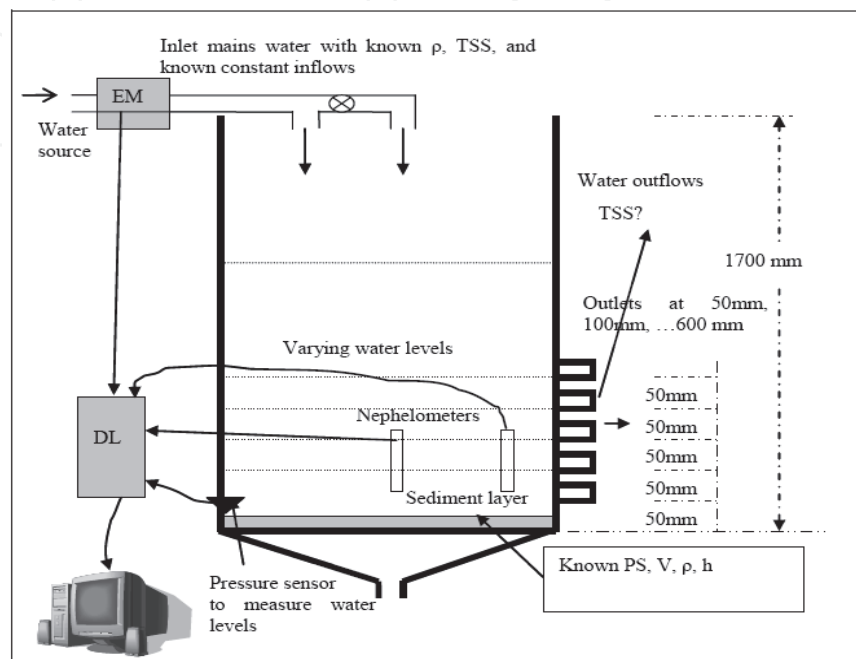 Inlet mains water with known ρ, TSS, and
known constant inflows
EM
Water
source
Water outflows
TSS?
1700 mm
Outlets at 50mm,
100mm, …600 mm
Varying water levels
50mm
Nephelometers
50mm
DL
50mm
50mm
Sediment layer
50mm
Known PS, V, ρ, h
Pressure sensor
to measure water
levels